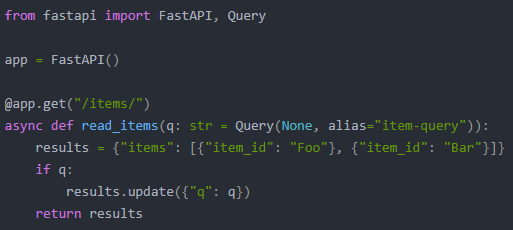 from fastapi import FastAPI, Query

app = FastAPI()

@app.get("/items/")
async def read_items(q: str = Query(None, alias="item-query")):
    results = {"items": [{"item_id": "Foo"}, {"item_id": "Bar"}]}
    if q:
        results.update({"q": q})
    return results